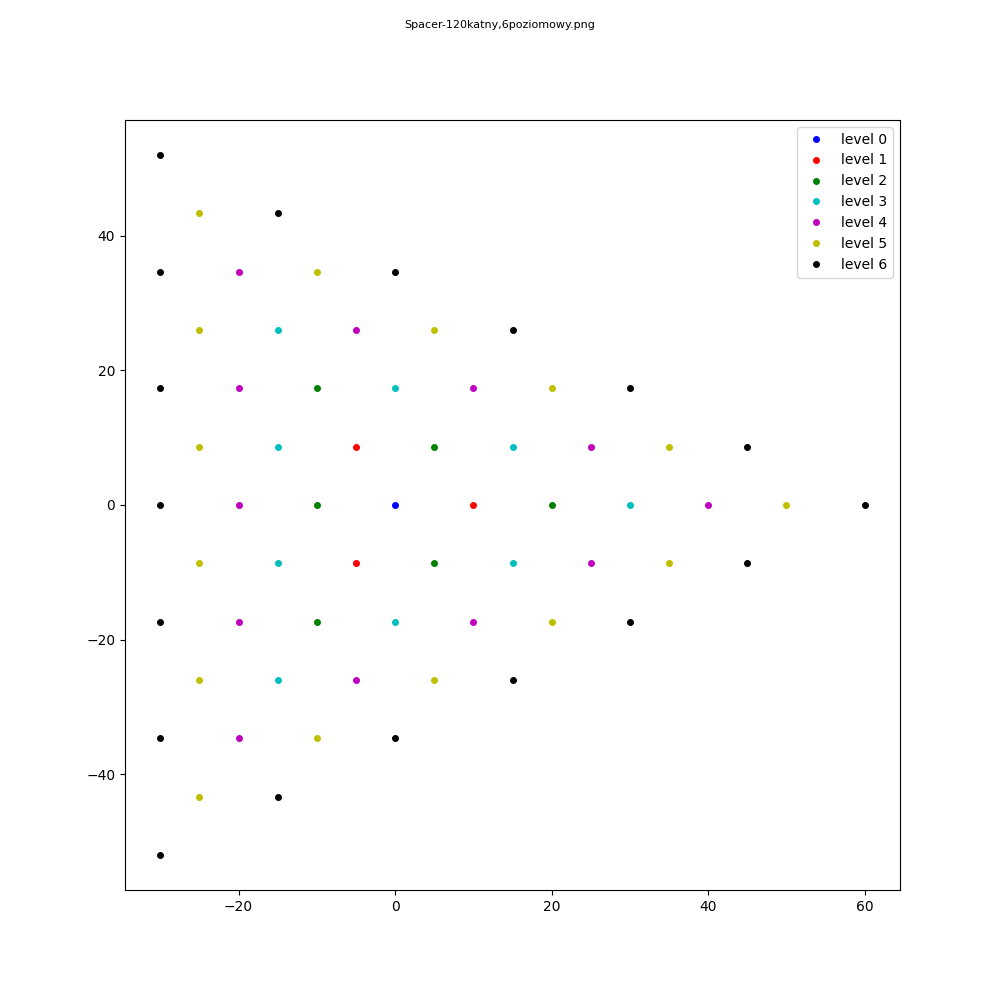 Spacer-120katny,6poziomowy.png
level 0
level 1
level 2
level 3
level 4
level 5
level 6
40
20
0
−20
−40
−20
0
20
40
60